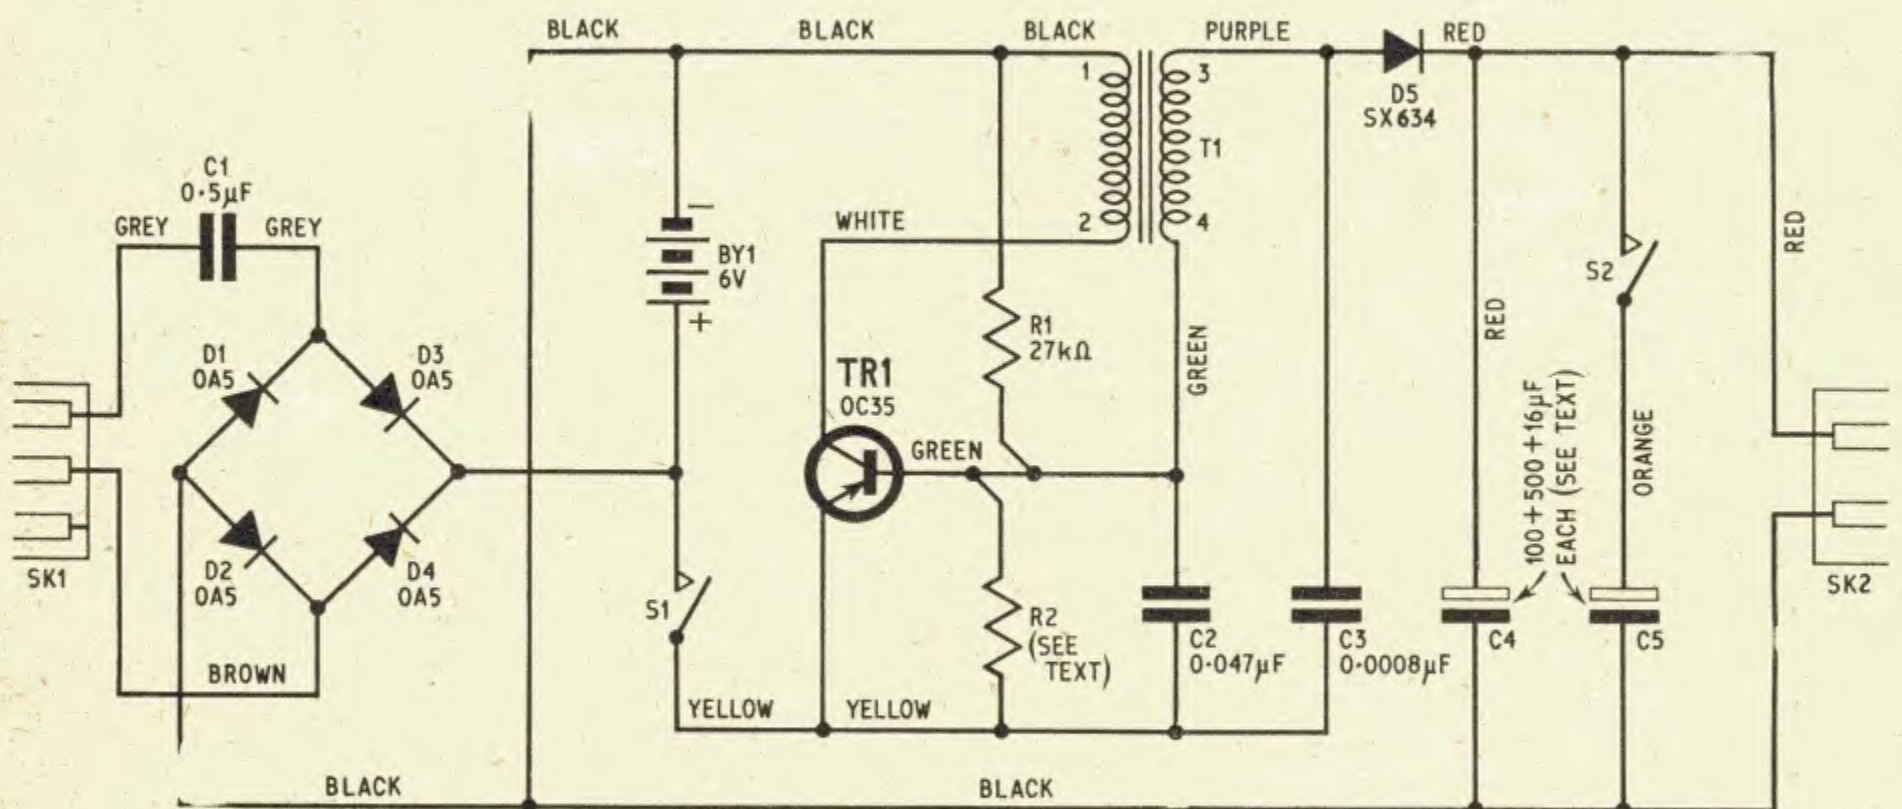 BLACK
BLACK
BLACK
PURPLE
RED
1
3
D5
SX634
T1
C1
0·5µF
GREY
GREY
WHITE
2
4
−
BY1
6V
+
S2
RED
D1
OA5
D3
OA5
R1
27kΩ
GREEN
RED
TR1
OC35
GREEN
100+500+16µF
EACH (SEE TEXT)
ORANGE
D2
OA5
D4
OA5
SK1
SK2
S1
R2
(SEE
TEXT)
C2
0·047µF
C3
0·0008µF
C4
C5
BROWN
YELLOW
YELLOW
BLACK
BLACK